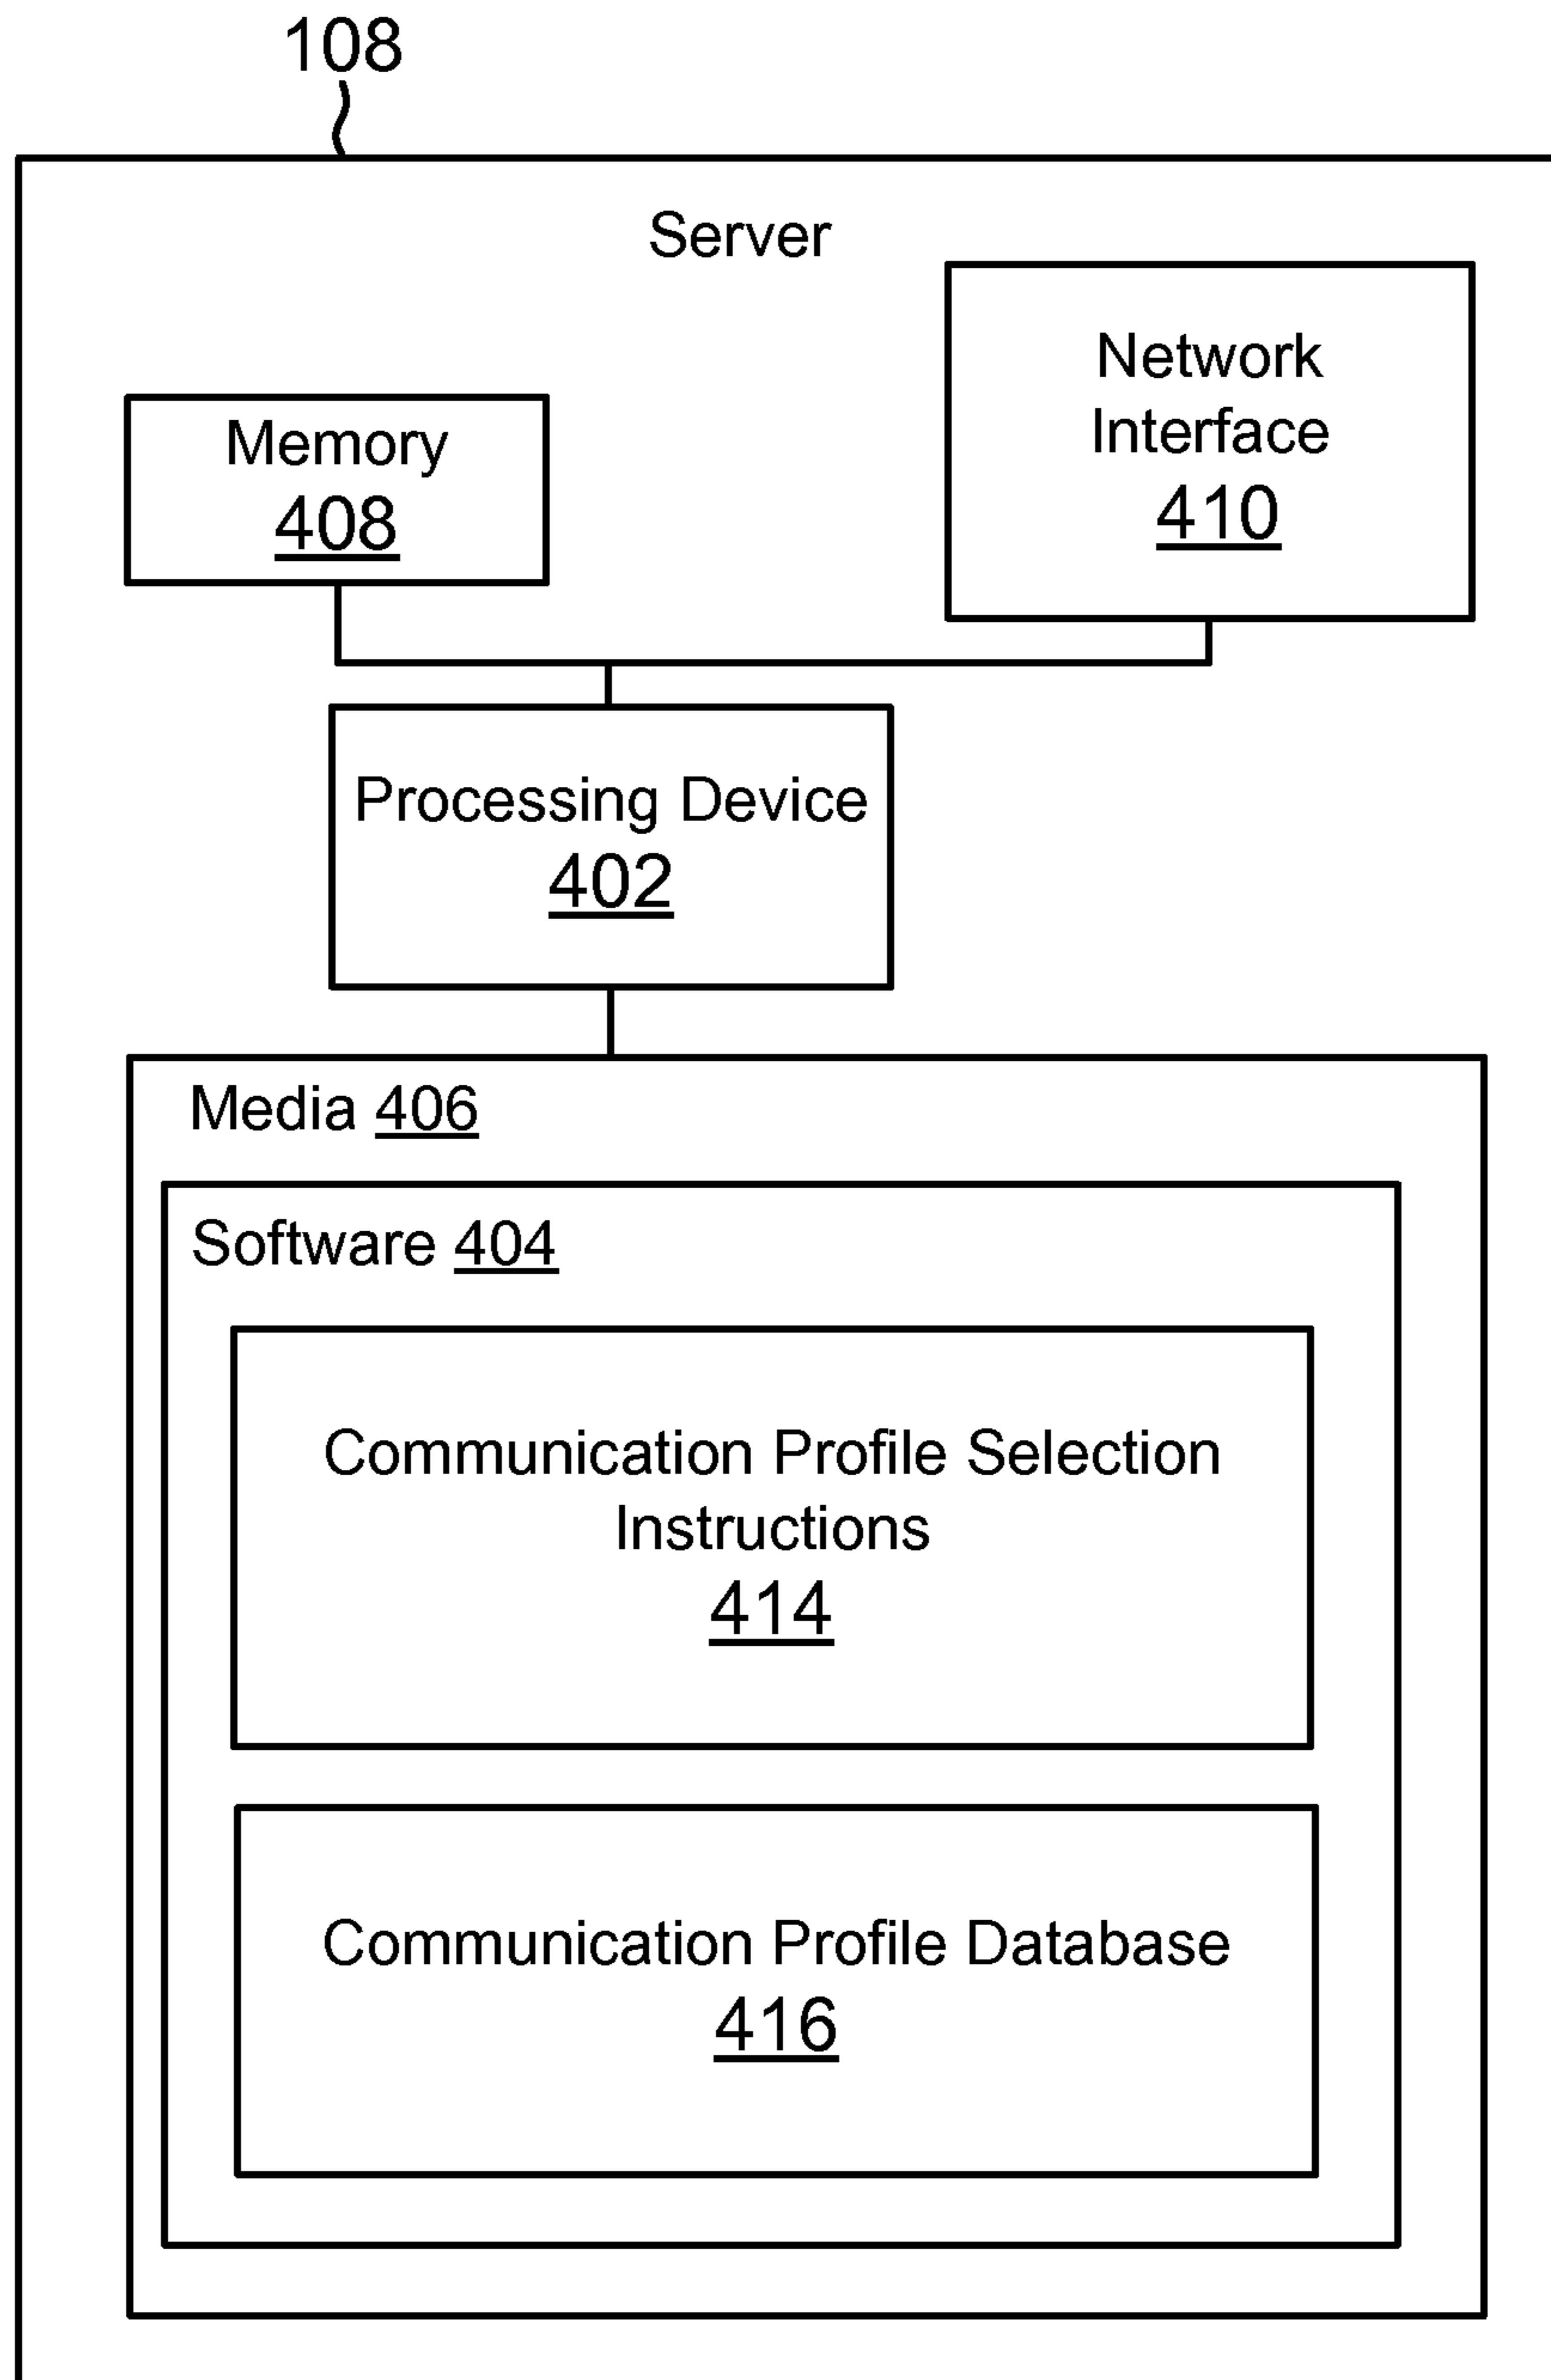 108
Server
Network
Interface
410
Memory
408
Processing Device
402
Media 406
Software 404
Communication Profile Selection
Instructions
414
Communication Profile Database
416